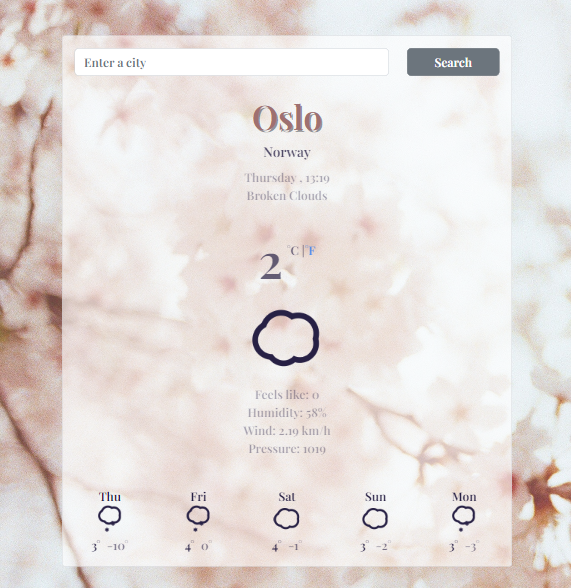 Enter a city Search
Oslo
Norway
Thursday , 13:19
Broken Clouds
2 °C | °F
Feels like: 0
Humidity: 58%
Wind: 2.19 km/h
Pressure: 1019
Thu Fri Sat Sun Mon
3° -10° 4° 0° 4° -1° 3° -2° 3° -3°